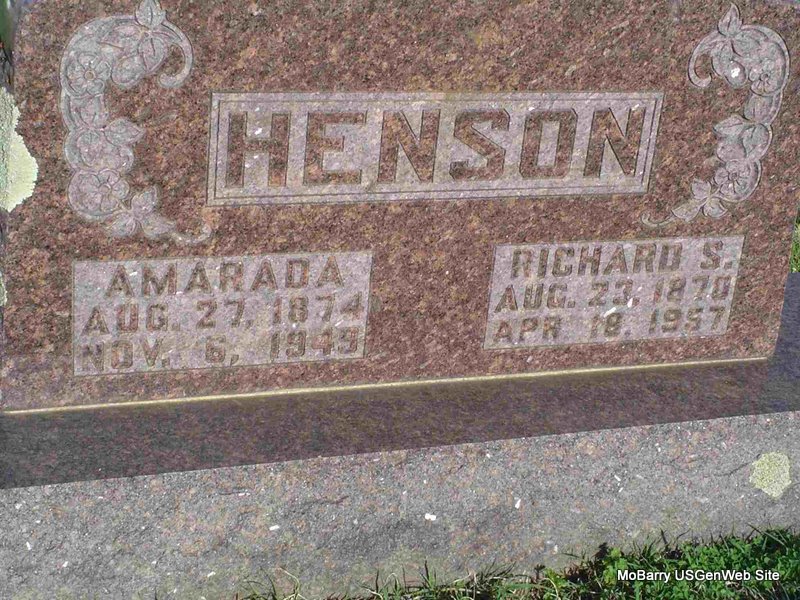 HENSON
AMARADA
AUG. 27, 1874
NOV. 6, 1949
RICHARD S.
AUG. 23, 1870
APR. 18, 1957
MoBarry USGenWeb Site